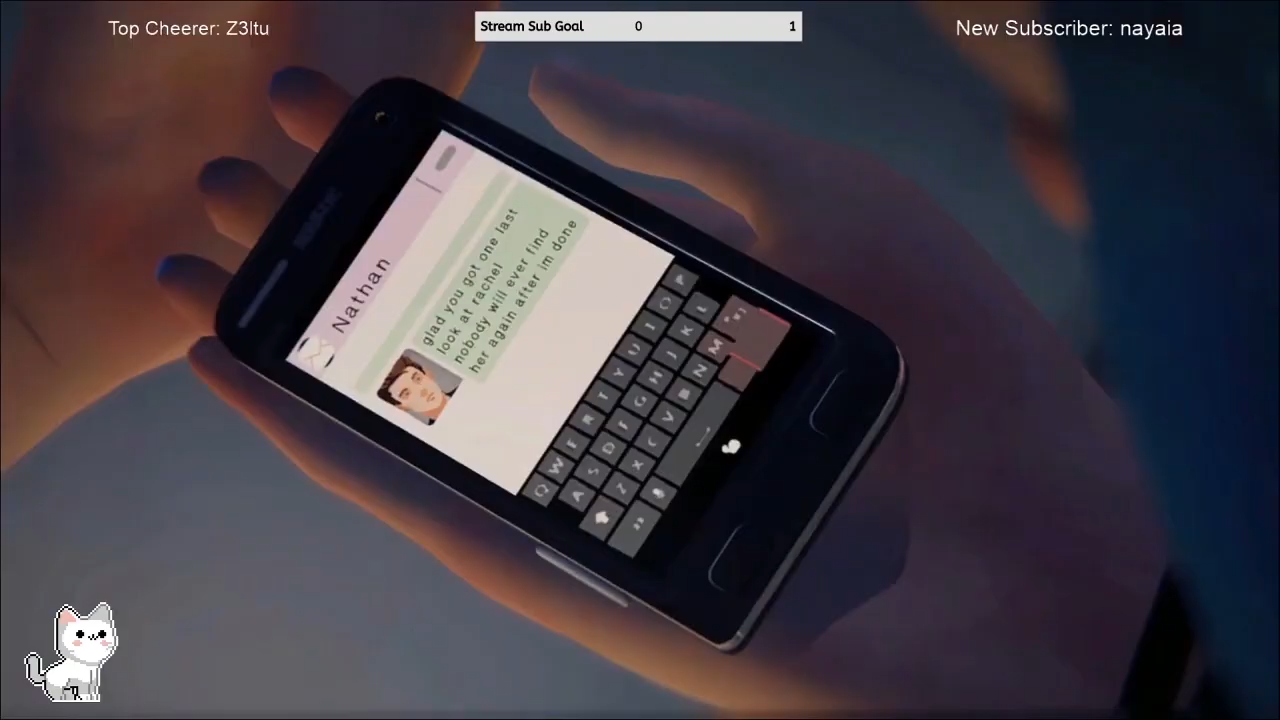 Top Cheerer: Z3ltu
Stream Sub Goal 0 1
New Subscriber: nayaia
Nathan
glad you got one last
look at rachel
nobody will ever find
her again after im done
Q W E R T Y U I O P
A S D F G H J K L
Z X C V B N M